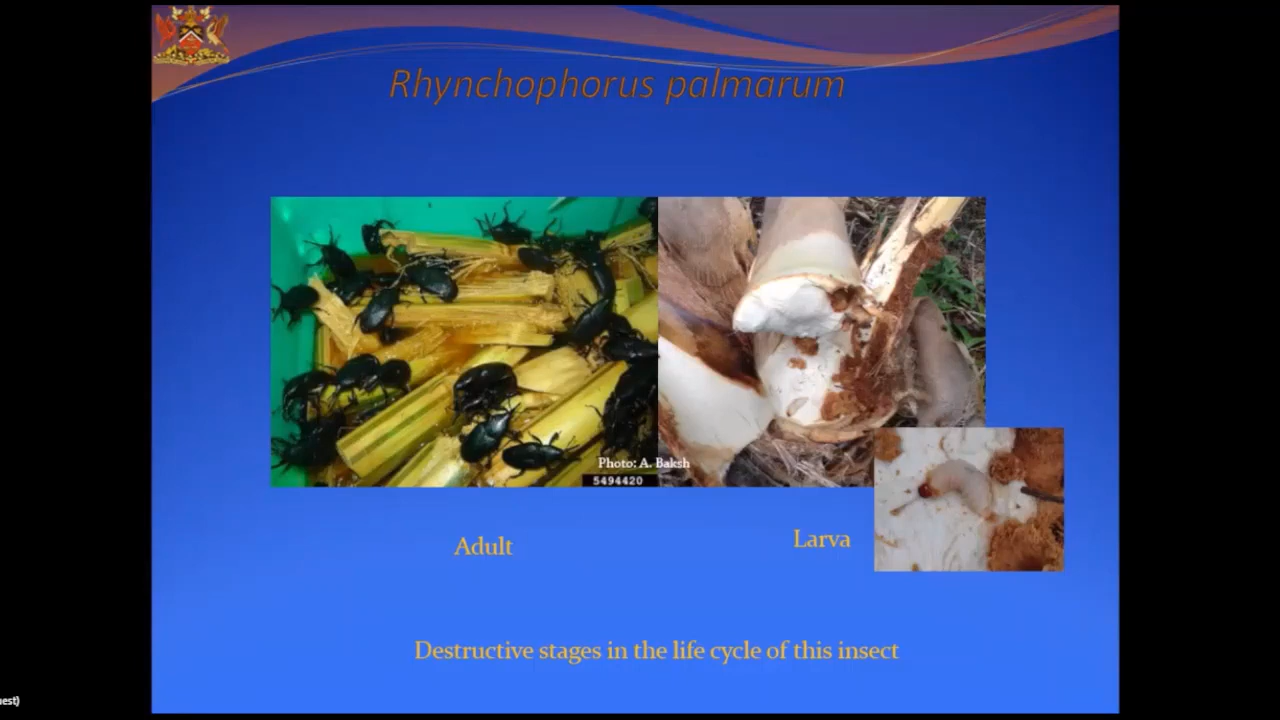 Rhynchophorus palmarum
Photo: A. Baksh
5494420
Adult
Larva
Destructive stages in the life cycle of this insect